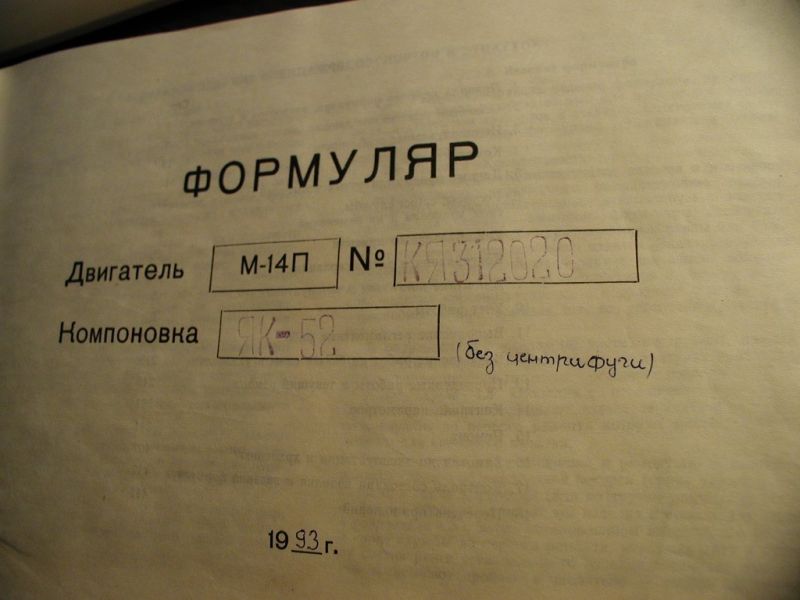 ФОРМУЛЯР
Двигатель М-14П № КЯ312020
Компоновка ЯК-52 (без центрифуги)
1993 г.